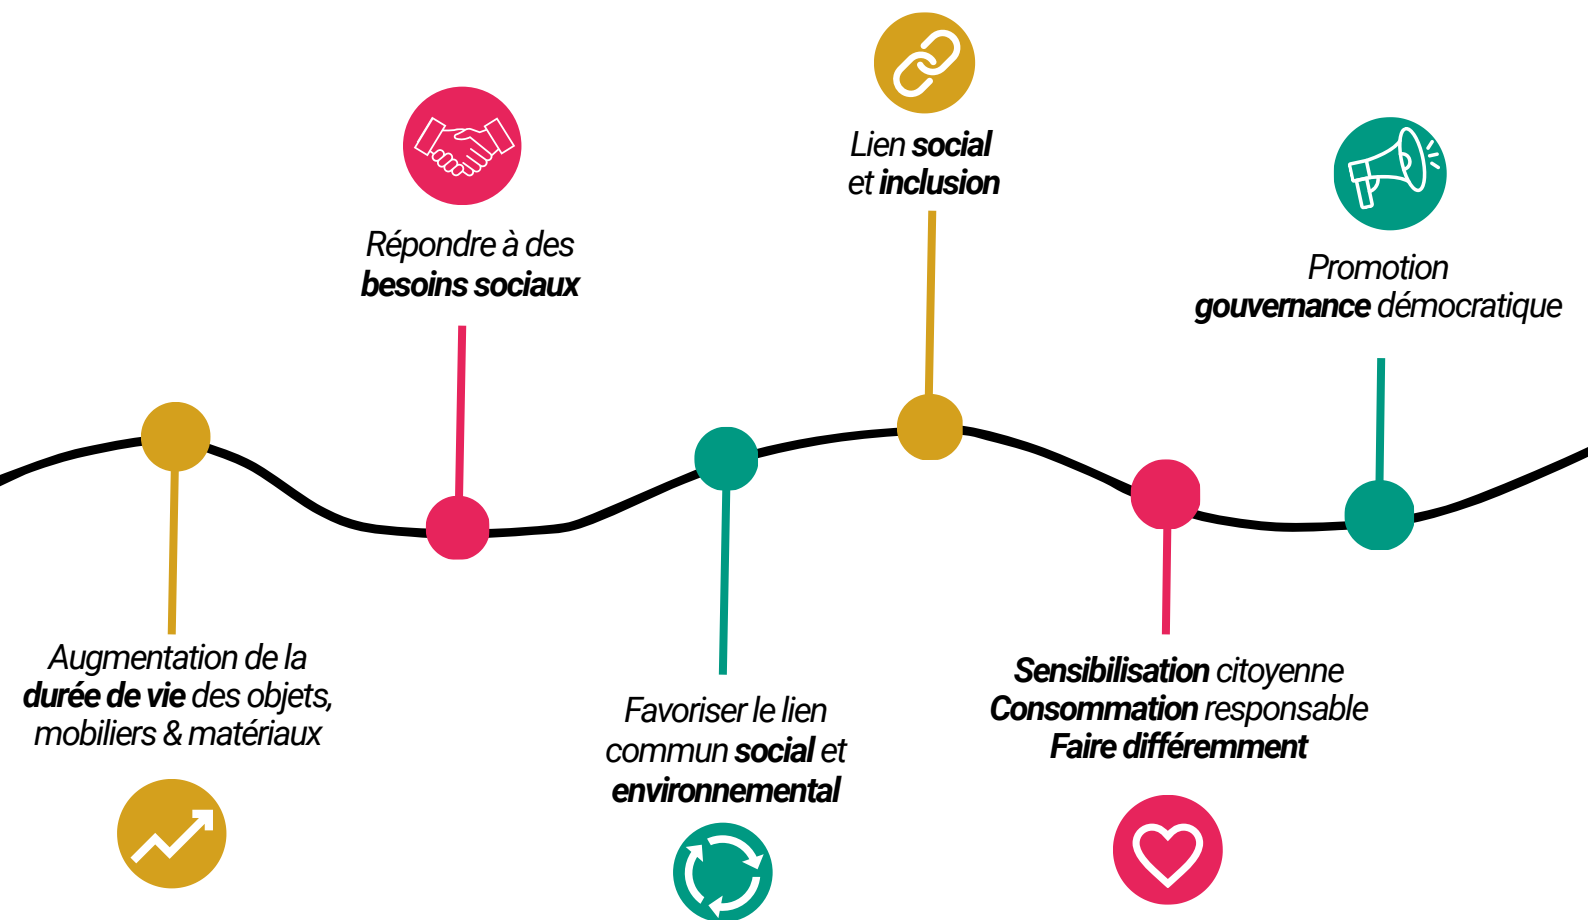 Augmentation de la
durée de vie des objets,
mobiliers & matériaux
Répondre à des
besoins sociaux
Favoriser le lien
commun social et
environnemental
Lien social
et inclusion
Sensibilisation citoyenne
Consommation responsable
Faire différemment
Promotion
gouvernance démocratique